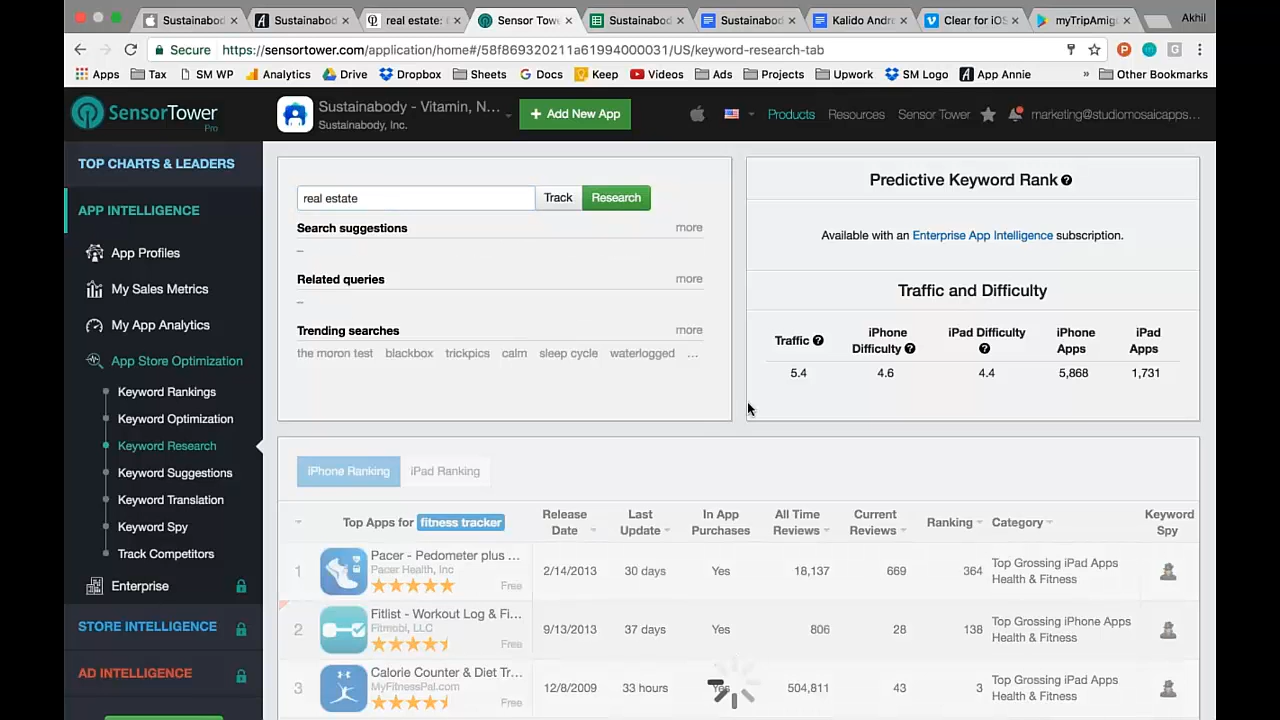 Sustainabod
Sustainabod
real estate:
Sensor Tow
Sustainabod
Sustainabod
Kalido Andr
Clear for iOS
myTripAmig
Akhil
Secure https://sensortower.com/application/home#/58f869320211a61994000031/US/keyword-research-tab
Apps Tax SM WP Analytics Drive Dropbox Sheets Docs Keep Videos Ads Projects Upwork SM Logo App Annie » Other Bookmarks
SensorTower
Pro
Sustainabody - Vitamin, N...
Sustainabody, Inc.
+ Add New App
Products Resources Sensor Tower marketing@studiomosaicapps...
TOP CHARTS & LEADERS
APP INTELLIGENCE
App Profiles
My Sales Metrics
My App Analytics
App Store Optimization
Keyword Rankings
Keyword Optimization
Keyword Research
Keyword Suggestions
Keyword Translation
Keyword Spy
Track Competitors
Enterprise
STORE INTELLIGENCE
AD INTELLIGENCE
real estate Track Research
Search suggestions more
–
Related queries more
–
Trending searches more
the moron test blackbox trickpics calm sleep cycle waterlogged ...
Predictive Keyword Rank ?
Available with an Enterprise App Intelligence subscription.
Traffic and Difficulty
Traffic ? iPhone Difficulty ? iPad Difficulty ? iPhone Apps iPad Apps
5.4 4.6 4.4 5,868 1,731
iPhone Ranking iPad Ranking
Top Apps for fitness tracker Release Date Last Update In App Purchases All Time Reviews Current Reviews Ranking Category Keyword Spy
1 Pacer - Pedometer plus ... 2/14/2013 30 days Yes 18,137 669 364 Top Grossing iPad Apps
Pacer Health, Inc Health & Fitness
Free
2 Fitlist - Workout Log & Fi... 9/13/2013 37 days Yes 806 28 138 Top Grossing iPhone Apps
Fitmobi, LLC Health & Fitness
Free
3 Calorie Counter & Diet Tr... 12/8/2009 33 hours Yes 504,811 43 3 Top Grossing iPad Apps
MyFitnessPal.com Health & Fitness
Free